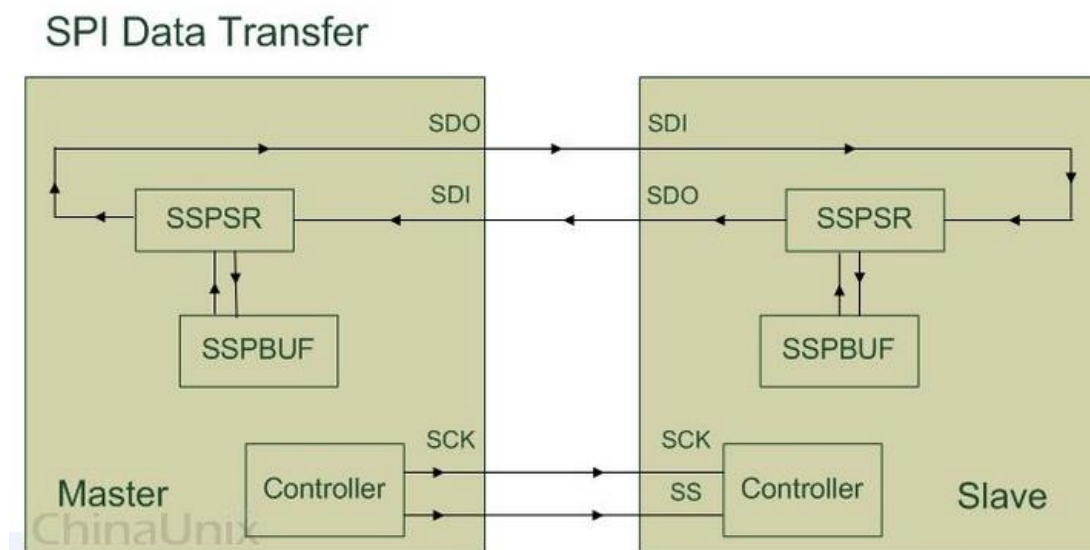 SPI Data Transfer
SDO SDI
SSPSR SDI SDO SSPSR
SSPBUF SSPBUF
SCK SCK
Controller SS Controller
Master Slave
ChinaUnix